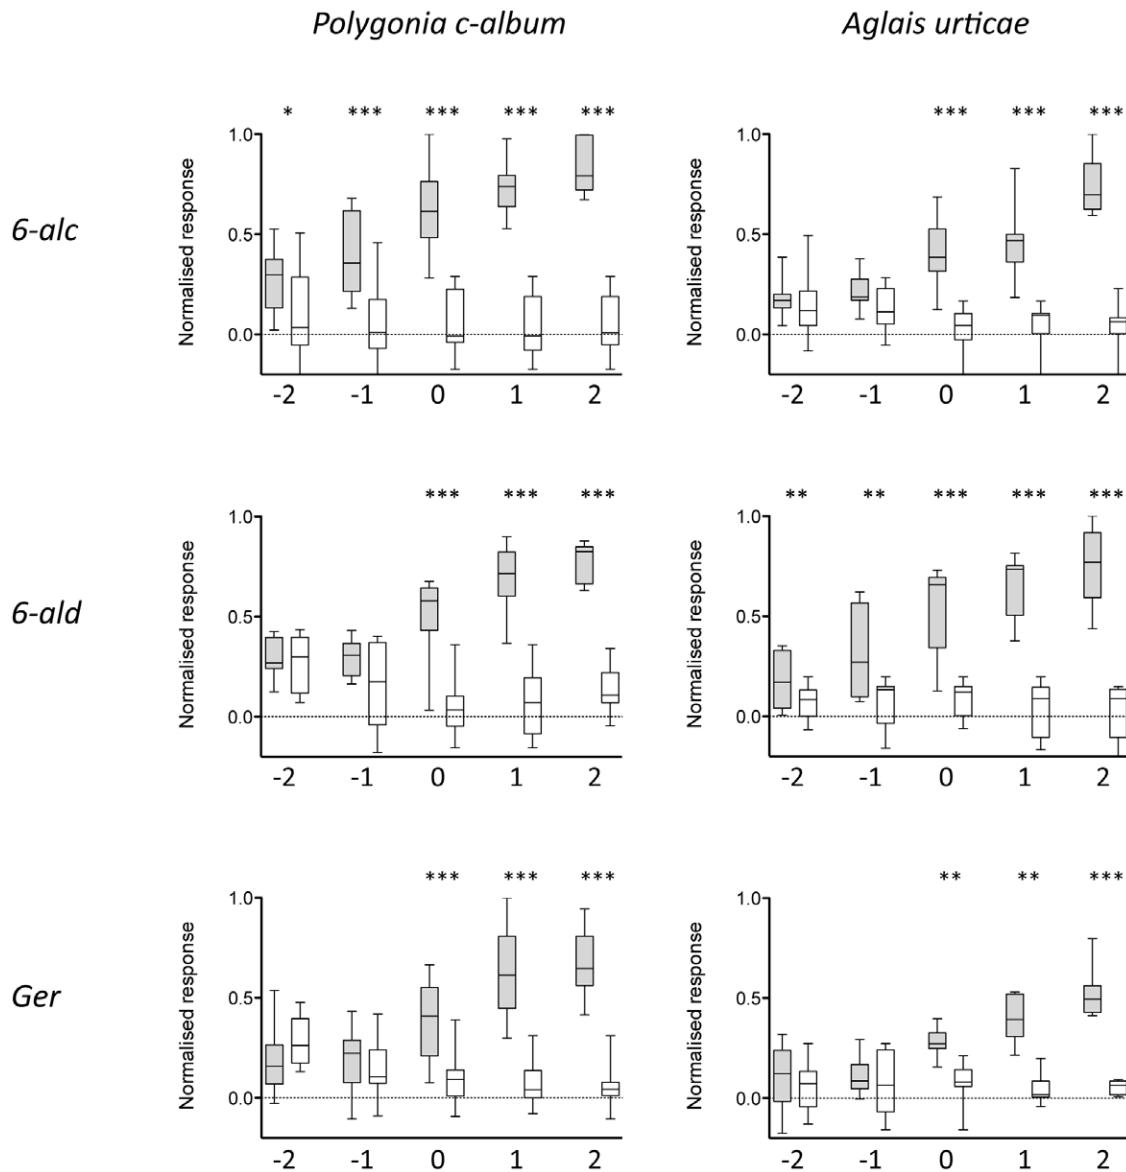 Polygonia c-album Aglais urticae
* *** *** *** *** *** *** ***
6-alc
Normalised response
1.0
0.5
0.0
-2 -1 0 1 2
Normalised response
1.0
0.5
0.0
-2 -1 0 1 2
*** *** *** ** ** *** *** ***
6-ald
Normalised response
1.0
0.5
0.0
-2 -1 0 1 2
Normalised response
1.0
0.5
0.0
-2 -1 0 1 2
*** *** *** ** ** ***
Ger
Normalised response
1.0
0.5
0.0
-2 -1 0 1 2
Normalised response
1.0
0.5
0.0
-2 -1 0 1 2